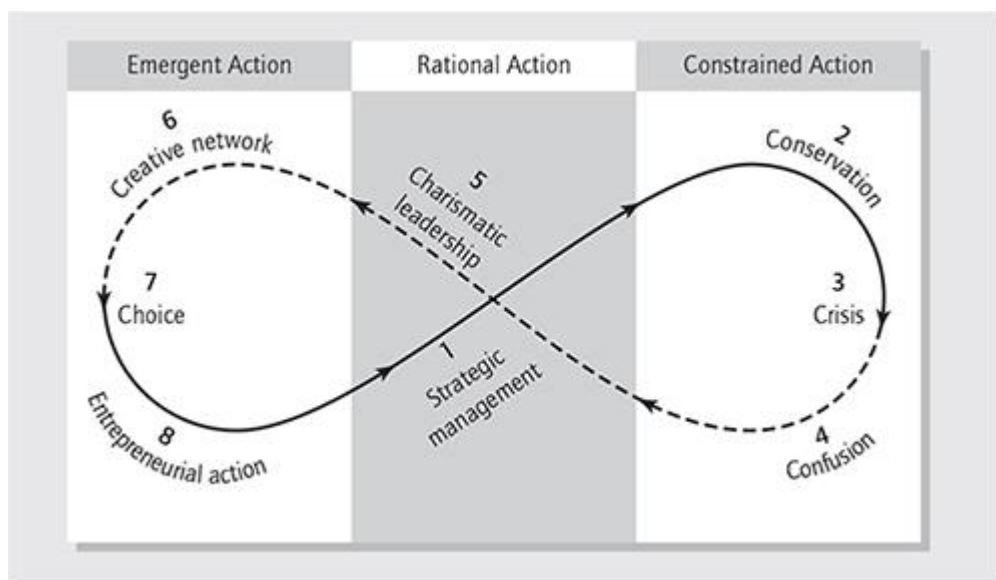 Emergent Action
Rational Action
Constrained Action
1
Strategic
management
2
Conservation
3
Crisis
4
Confusion
5
Charismatic
leadership
6
Creative network
7
Choice
8
Entrepreneurial action